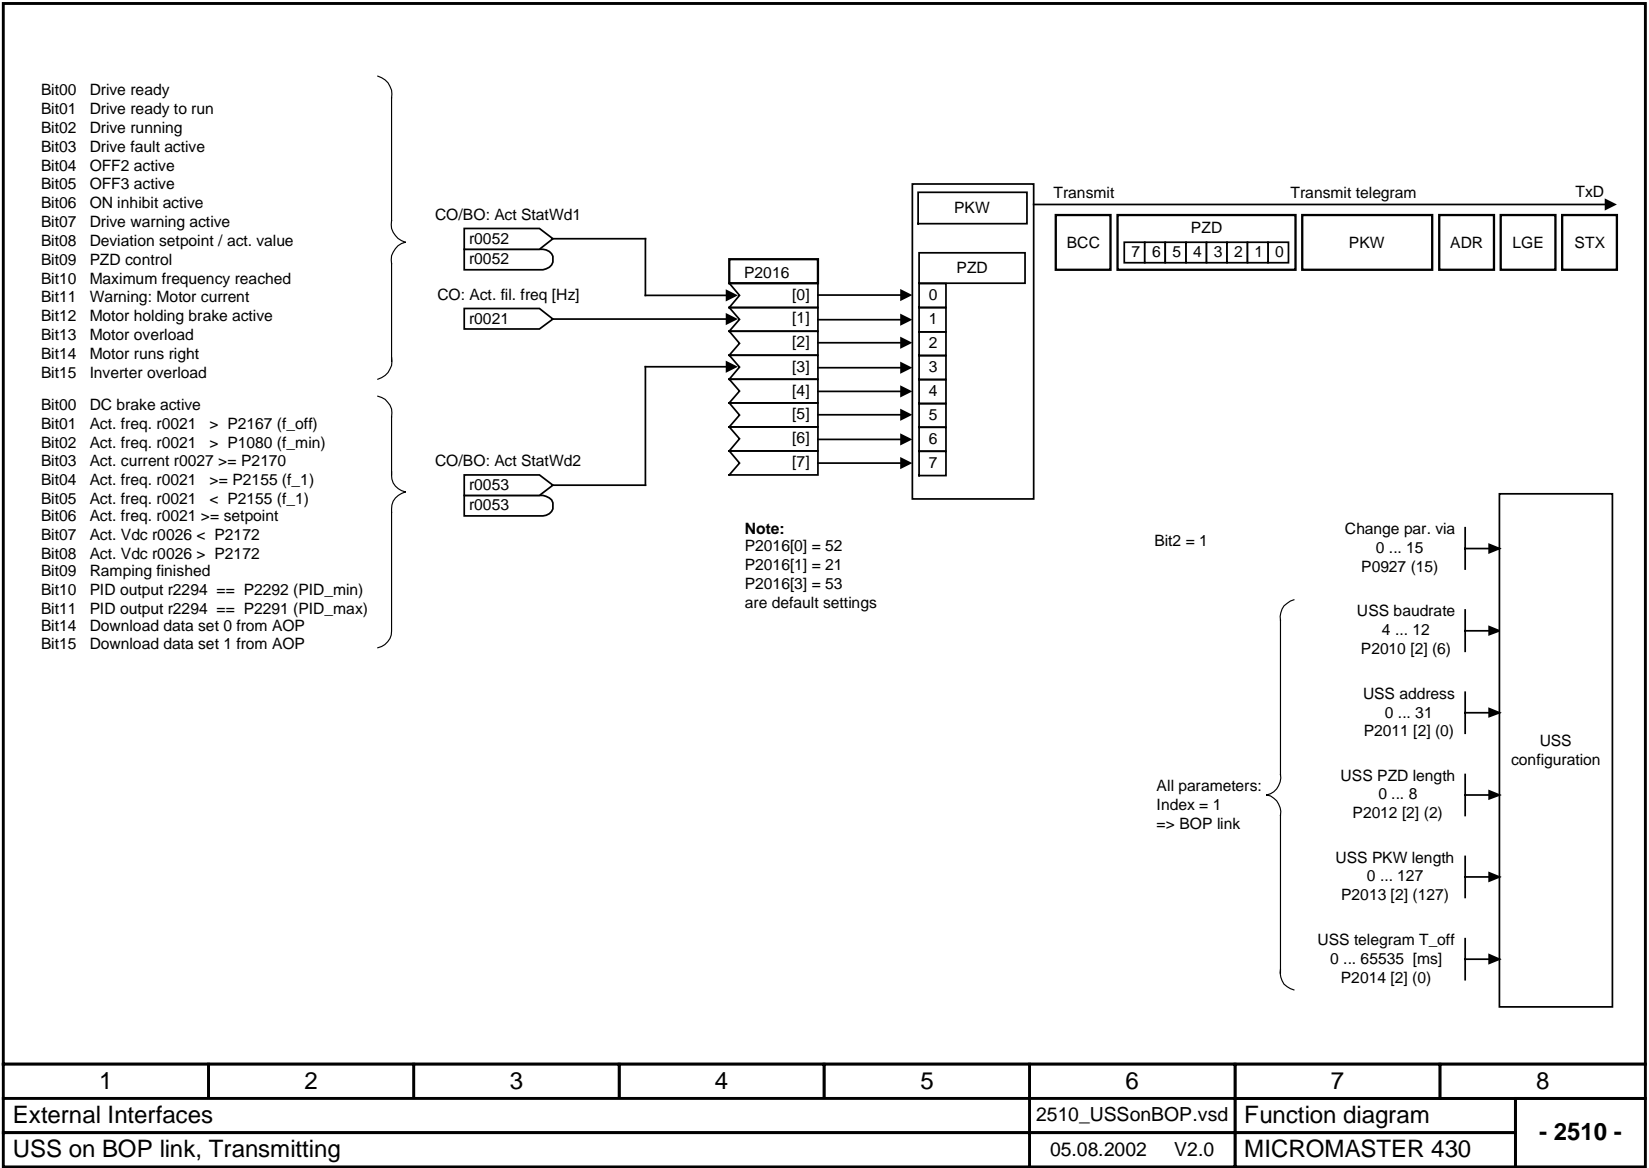 Bit00 Drive ready
Bit01 Drive ready to run
Bit02 Drive running
Bit03 Drive fault active
Bit04 OFF2 active
Bit05 OFF3 active
Bit06 ON inhibit active
Bit07 Drive warning active
Bit08 Deviation setpoint / act. value
Bit09 PZD control
Bit10 Maximum frequency reached
Bit11 Warning: Motor current
Bit12 Motor holding brake active
Bit13 Motor overload
Bit14 Motor runs right
Bit15 Inverter overload
Bit00 DC brake active
Bit01 Act. freq. r0021 > P2167 (f_off)
Bit02 Act. freq. r0021 > P1080 (f_min)
Bit03 Act. current r0027 >= P2170
Bit04 Act. freq. r0021 >= P2155 (f_1)
Bit05 Act. freq. r0021 < P2155 (f_1)
Bit06 Act. freq. r0021 >= setpoint
Bit07 Act. Vdc r0026 < P2172
Bit08 Act. Vdc r0026 > P2172
Bit09 Ramping finished
Bit10 PID output r2294 == P2292 (PID_min)
Bit11 PID output r2294 == P2291 (PID_max)
Bit14 Download data set 0 from AOP
Bit15 Download data set 1 from AOP
CO/BO: Act StatWd1
r0052
r0052
CO: Act. fil. freq [Hz]
r0021
CO/BO: Act StatWd2
r0053
r0053
P2016
[0]
[1]
[2]
[3]
[4]
[5]
[6]
[7]
Note:
P2016[0] = 52
P2016[1] = 21
P2016[3] = 53
are default settings
PKW
PZD
0
1
2
3
4
5
6
7
Transmit Transmit telegram TxD
BCC PZD PKW ADR LGE STX
7 6 5 4 3 2 1 0
Bit2 = 1
Change par. via
0 ... 15
P0927 (15)
USS baudrate
4 ... 12
P2010 [2] (6)
USS address
0 ... 31
P2011 [2] (0)
USS PZD length
0 ... 8
P2012 [2] (2)
USS PKW length
0 ... 127
P2013 [2] (127)
USS telegram T_off
0 ... 65535 [ms]
P2014 [2] (0)
All parameters:
Index = 1
=> BOP link
USS
configuration
1 2 3 4 5 6 7 8
External Interfaces 2510_USSonBOP.vsd Function diagram
- 2510 -
USS on BOP link, Transmitting 05.08.2002 V2.0 MICROMASTER 430